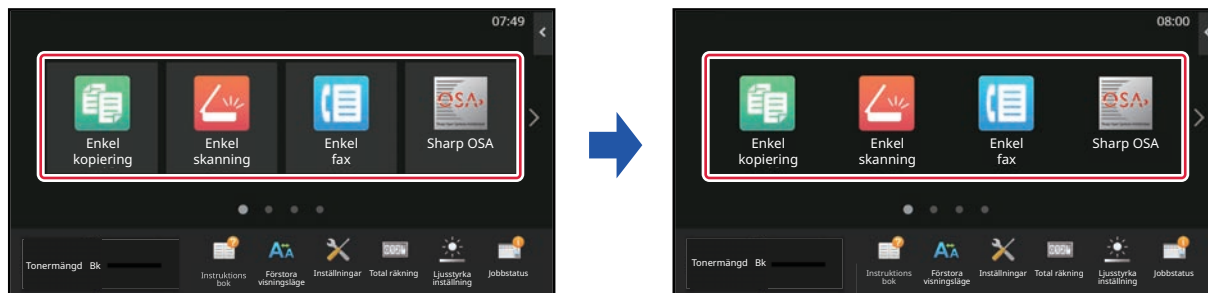 07:49
Enkel
kopiering
Enkel
skanning
Enkel
fax
OSA
Sharp OSA
Tonermängd Bk
Instruktions
bok
Förstora
visningsläge
Inställningar
Total räkning
Ljusstyrka
inställning
Jobbstatus
08:00
Enkel
kopiering
Enkel
skanning
Enkel
fax
OSA
Sharp OSA
Tonermängd Bk
Instruktions
bok
Förstora
visningsläge
Inställningar
Total räkning
Ljusstyrka
inställning
Jobbstatus